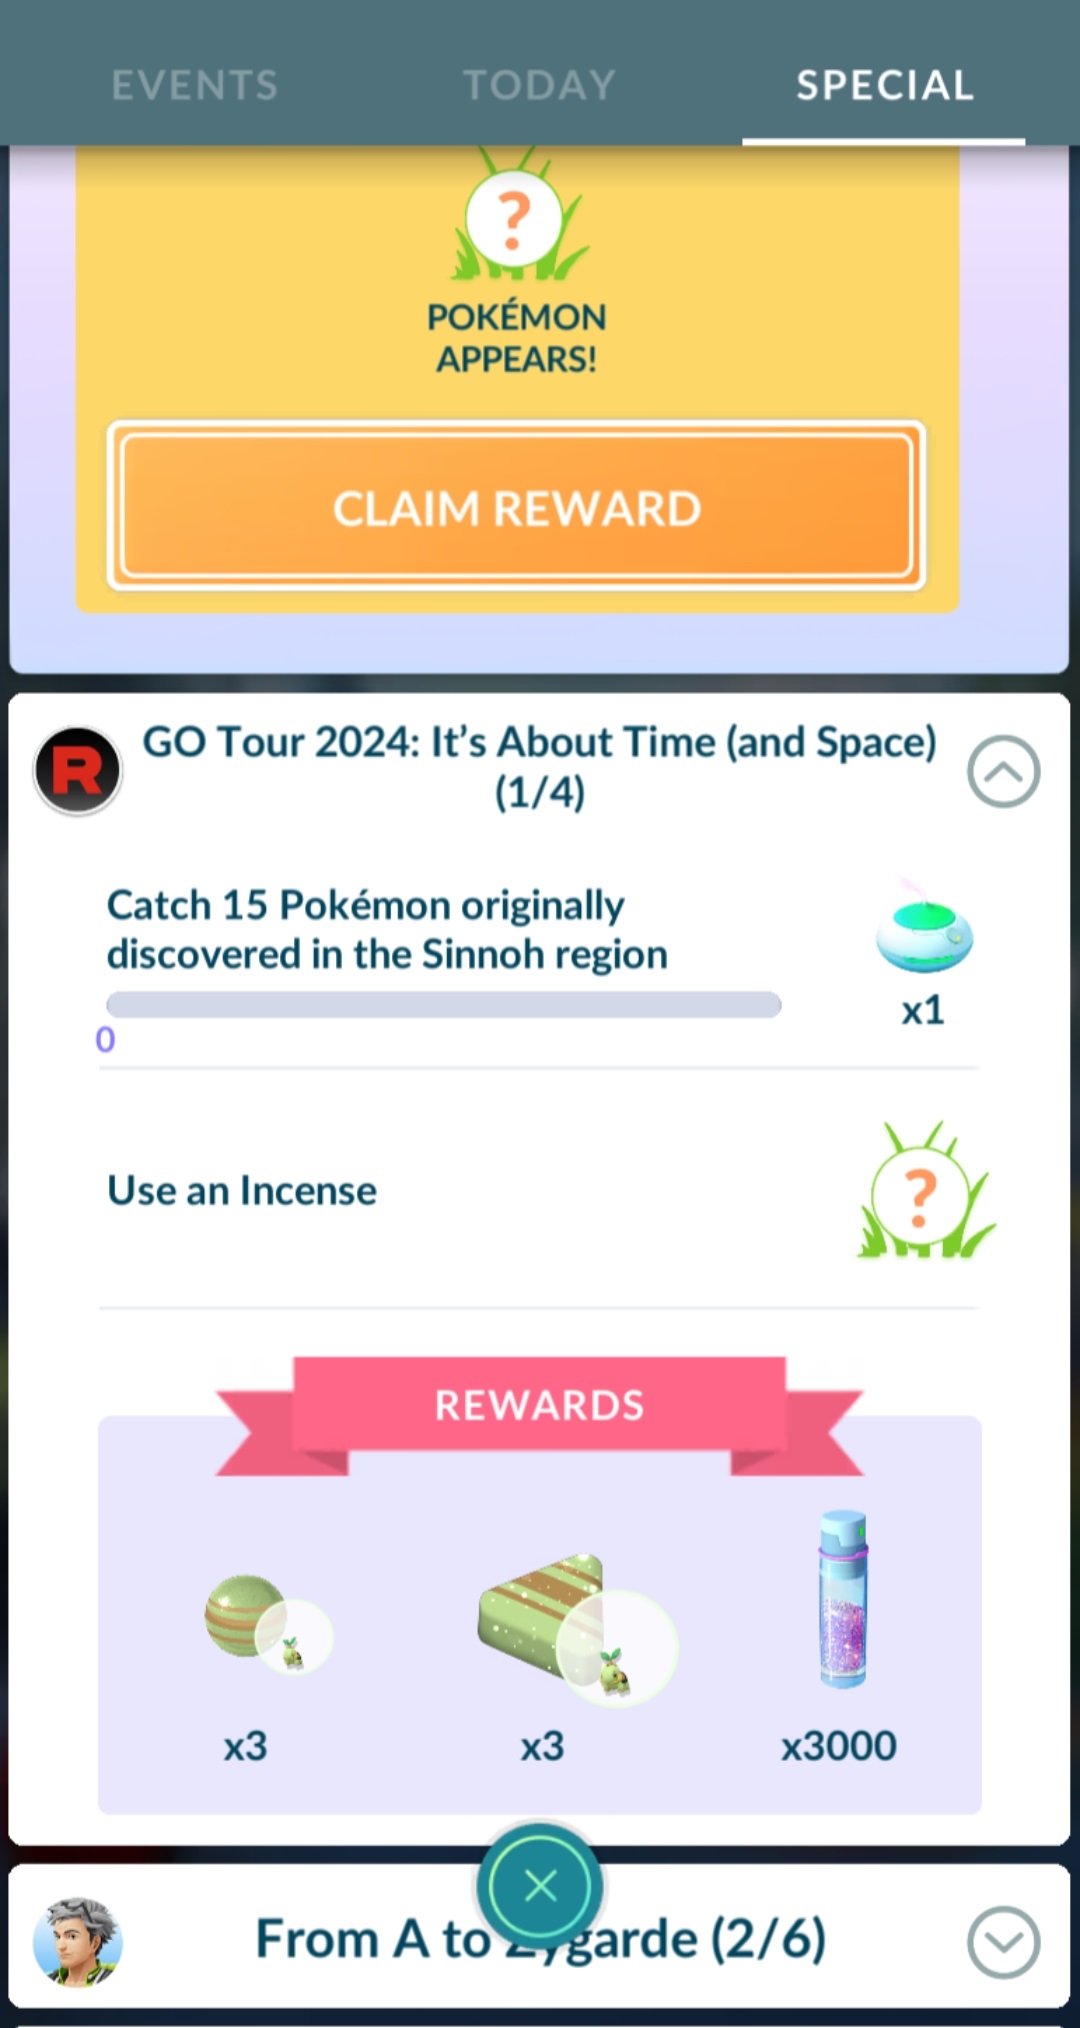 EVENTS
TODAY
SPECIAL
?
POKÉMON
APPEARS!
CLAIM REWARD
R
GO Tour 2024: It's About Time (and Space)
(1/4)
Catch 15 Pokémon originally
discovered in the Sinnoh region
0
x1
Use an Incense
?
REWARDS
x3
x3
x3000
From A to Zygarde (2/6)